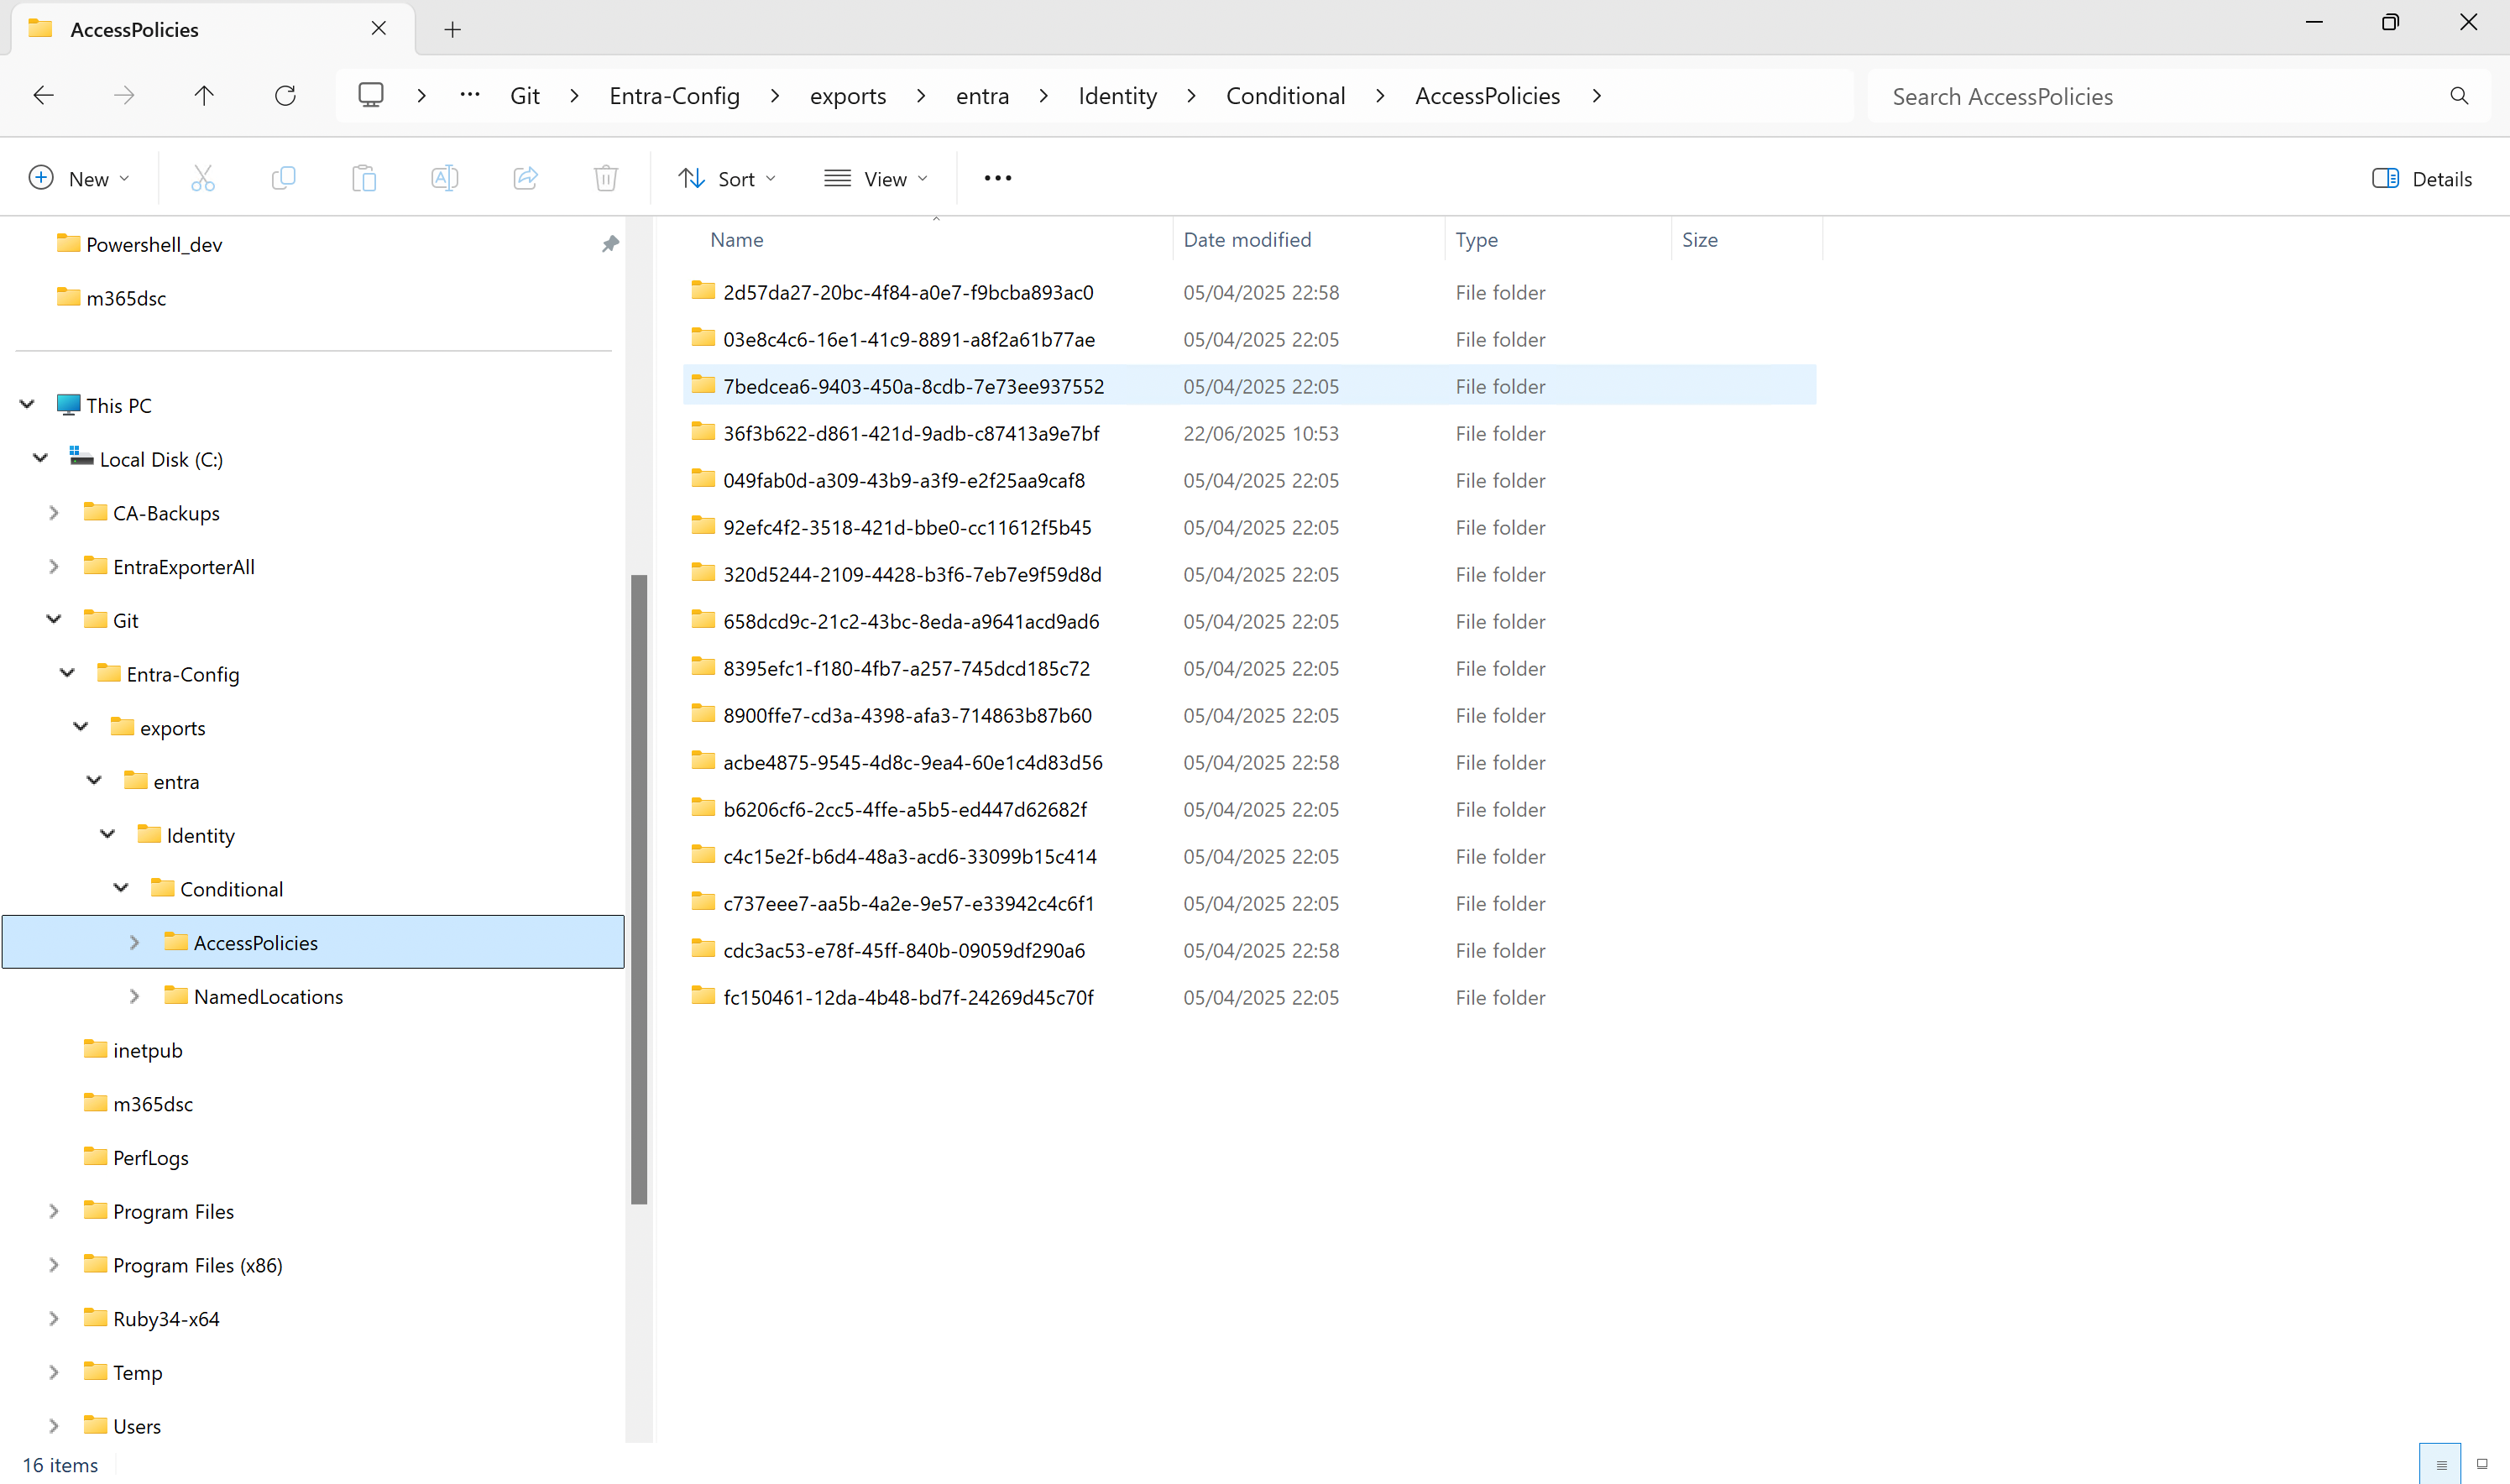 AccessPolicies
Git Entra-Config exports entra Identity Conditional AccessPolicies
Search AccessPolicies
New
Sort
View
Details
Powershell_dev
m365dsc
This PC
Local Disk (C:)
CA-Backups
EntraExporterAll
Git
Entra-Config
exports
entra
Identity
Conditional
AccessPolicies
NamedLocations
inetpub
m365dsc
PerfLogs
Program Files
Program Files (x86)
Ruby34-x64
Temp
Users
Name Date modified Type Size
2d57da27-20bc-4f84-a0e7-f9bcba893ac0 05/04/2025 22:58 File folder
03e8c4c6-16e1-41c9-8891-a8f2a61b77ae 05/04/2025 22:05 File folder
7bedcea6-9403-450a-8cdb-7e73ee937552 05/04/2025 22:05 File folder
36f3b622-d861-421d-9adb-c87413a9e7bf 22/06/2025 10:53 File folder
049fab0d-a309-43b9-a3f9-e2f25aa9caf8 05/04/2025 22:05 File folder
92efc4f2-3518-421d-bbe0-cc11612f5b45 05/04/2025 22:05 File folder
320d5244-2109-4428-b3f6-7eb7e9f59d8d 05/04/2025 22:05 File folder
658dcd9c-21c2-43bc-8eda-a9641acd9ad6 05/04/2025 22:05 File folder
8395efc1-f180-4fb7-a257-745dcd185c72 05/04/2025 22:05 File folder
8900ffe7-cd3a-4398-afa3-714863b87b60 05/04/2025 22:05 File folder
acbe4875-9545-4d8c-9ea4-60e1c4d83d56 05/04/2025 22:58 File folder
b6206cf6-2cc5-4ffe-a5b5-ed447d62682f 05/04/2025 22:05 File folder
c4c15e2f-b6d4-48a3-acd6-33099b15c414 05/04/2025 22:05 File folder
c737eee7-aa5b-4a2e-9e57-e33942c4c6f1 05/04/2025 22:05 File folder
cdc3ac53-e78f-45ff-840b-09059df290a6 05/04/2025 22:58 File folder
fc150461-12da-4b48-bd7f-24269d45c70f 05/04/2025 22:05 File folder
16 items